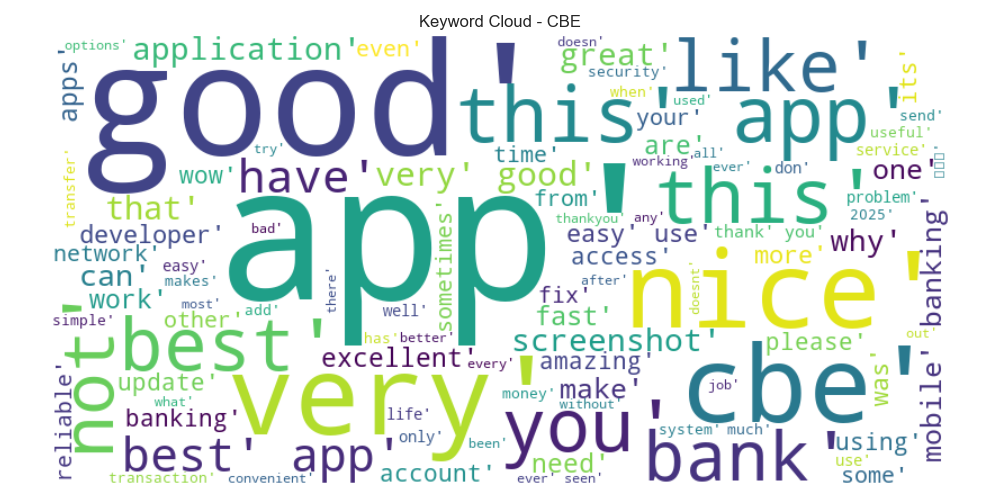 Keyword Cloud - CBE
options' application' even' doesn' great' like' its'
apps' good' this' security' when' used' your' app' send'
useful'
try' time' are' all' service'
wow' have' very' good' from' working' ever' don' one'
transfer' that' app' thankyou' any' this' problem'
2025'
developer' bad' sometimes' easy' use' thank' you' why' banking'
network' can' easy' access' more'
makes' after' nice'
work' most' there' add' well' fix' doesnt'
simple' other' fast' out'
not' best' has' better' screenshot' please'
excellent' every' amazing' cbe' was'
reliable' update' very' make' job' mobile'
what' money' without'
banking' life' you'
only' been' system' much' using'
best' app' need' bank' use'
transaction' convenient' account' ever' seen' some'